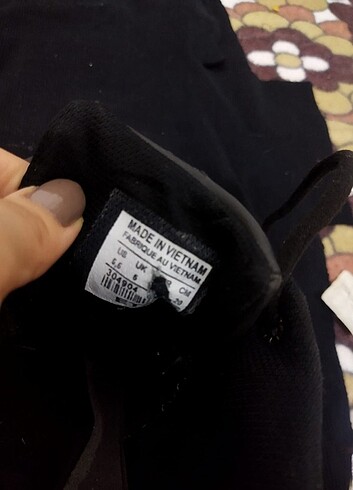 MADE IN VIETNAM
FABRIQUE AU VIETNAM
US UK CM
5,5 5
304904